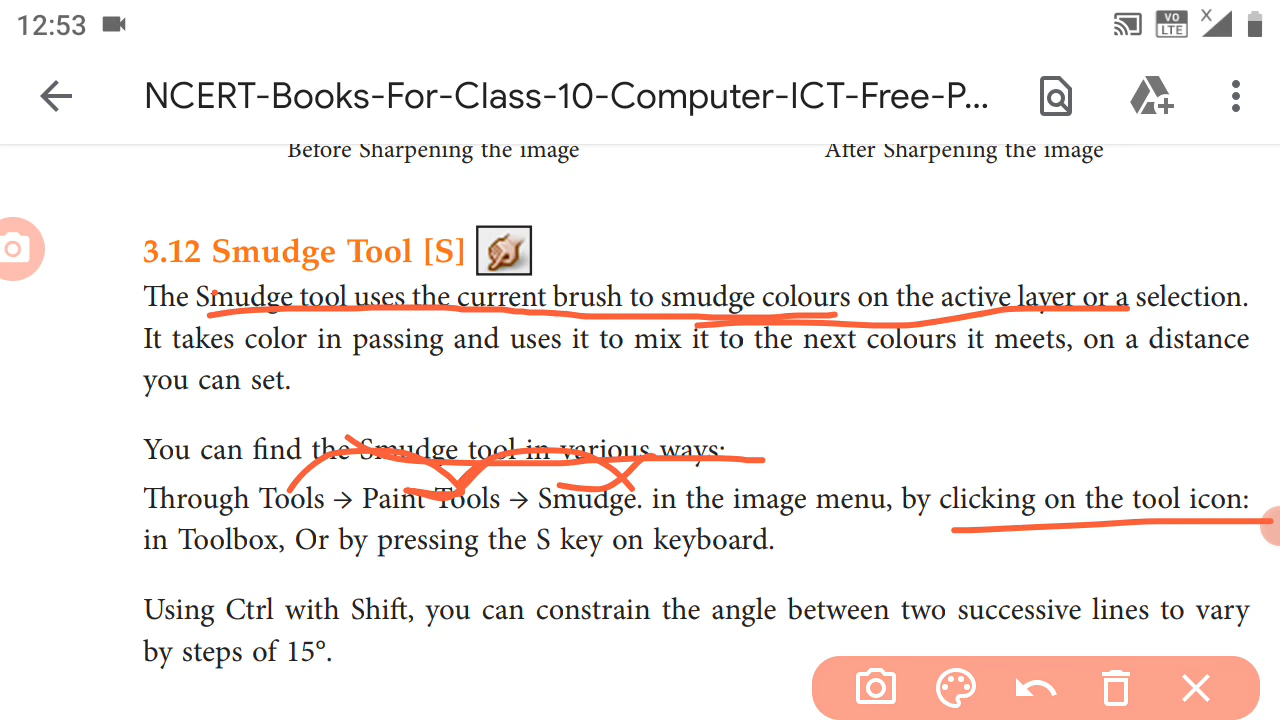 12:53
VO LTE X
NCERT-Books-For-Class-10-Computer-ICT-Free-P...
Before Sharpening the image After Sharpening the image
3.12 Smudge Tool [S]
The Smudge tool uses the current brush to smudge colours on the active layer or a selection.
It takes color in passing and uses it to mix it to the next colours it meets, on a distance
you can set.
You can find the Smudge tool in various ways:
Through Tools → Paint Tools → Smudge. in the image menu, by clicking on the tool icon:
in Toolbox, Or by pressing the S key on keyboard.
Using Ctrl with Shift, you can constrain the angle between two successive lines to vary
by steps of 15°.